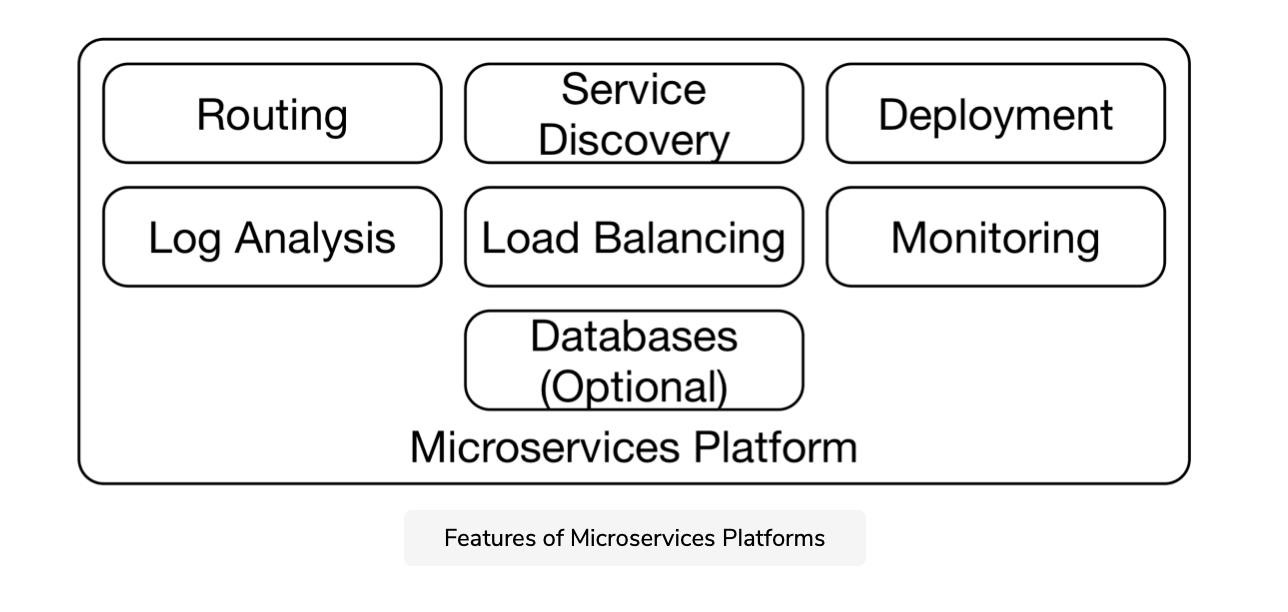 Routing
Service
Discovery
Deployment
Log Analysis
Load Balancing
Monitoring
Databases
(Optional)
Microservices Platform
Features of Microservices Platforms